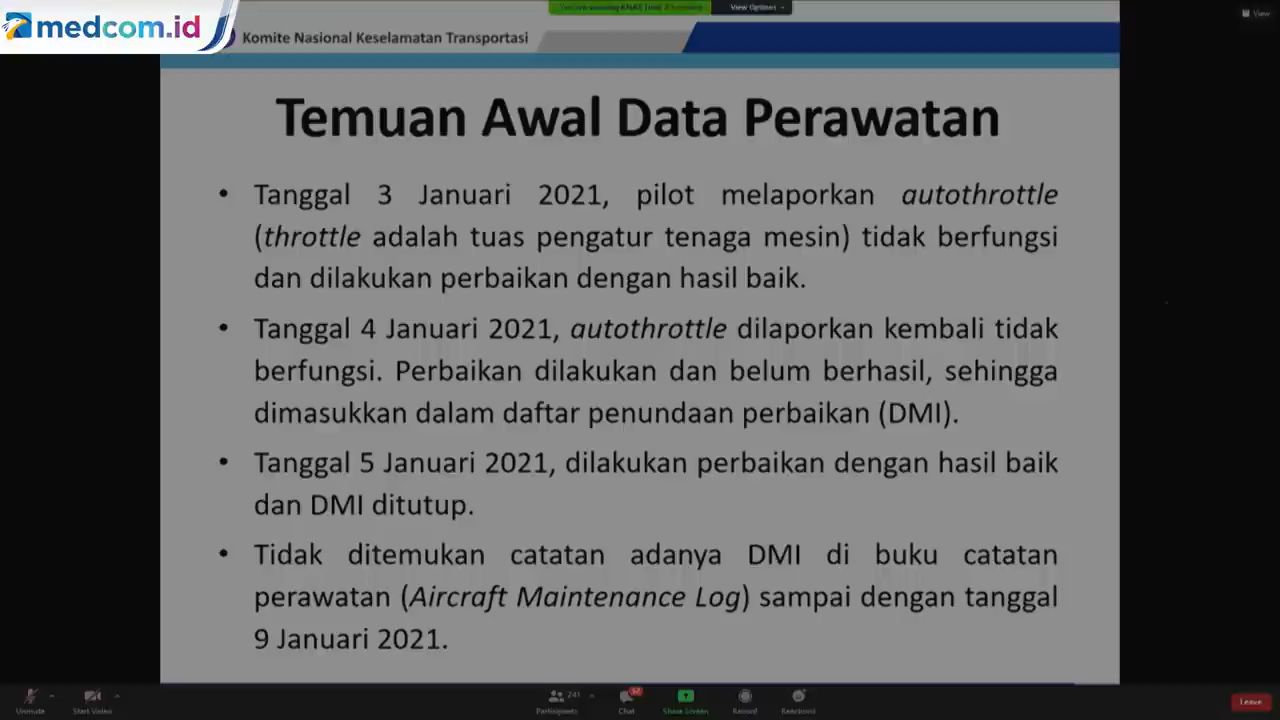 medcom.id
View Options
View
Komite Nasional Keselamatan Transportasi
Temuan Awal Data Perawatan
• Tanggal 3 Januari 2021, pilot melaporkan autothrottle
(throttle adalah tuas pengatur tenaga mesin) tidak berfungsi
dan dilakukan perbaikan dengan hasil baik.
• Tanggal 4 Januari 2021, autothrottle dilaporkan kembali tidak
berfungsi. Perbaikan dilakukan dan belum berhasil, sehingga
dimasukkan dalam daftar penundaan perbaikan (DMI).
• Tanggal 5 Januari 2021, dilakukan perbaikan dengan hasil baik
dan DMI ditutup.
• Tidak ditemukan catatan adanya DMI di buku catatan
perawatan (Aircraft Maintenance Log) sampai dengan tanggal
9 Januari 2021.
Unmute Start Video Participants 241 Chat Share Screen Record Reactions Leave